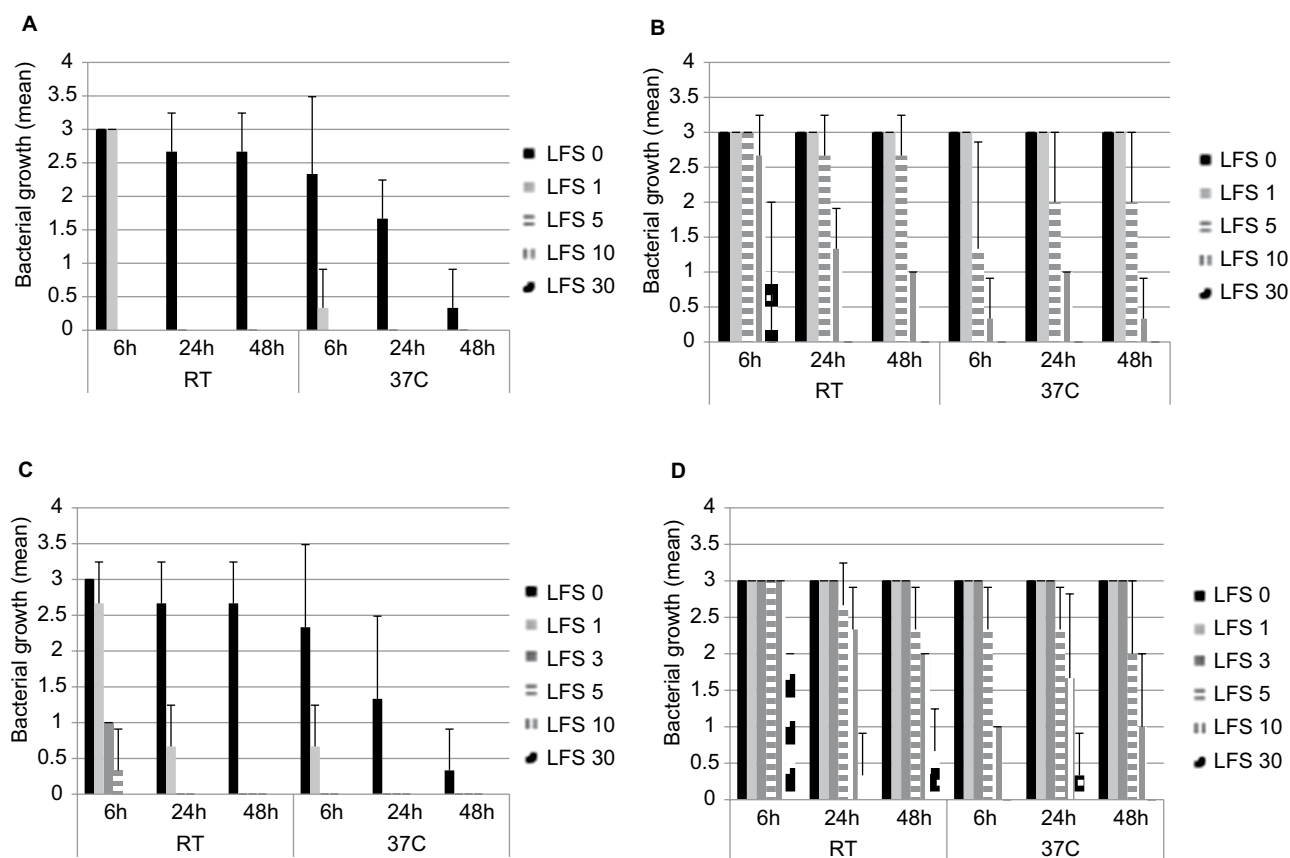 A
Bacterial growth (mean)
4
3.5
3
2.5
2
1.5
1
0.5
0
6h 24h 48h 6h 24h 48h
RT 37C
LFS 0
LFS 1
LFS 5
LFS 10
LFS 30
B
Bacterial growth (mean)
4
3.5
3
2.5
2
1.5
1
0.5
0
6h 24h 48h 6h 24h 48h
RT 37C
LFS 0
LFS 1
LFS 5
LFS 10
LFS 30
C
Bacterial growth (mean)
4
3.5
3
2.5
2
1.5
1
0.5
0
6h 24h 48h 6h 24h 48h
RT 37C
LFS 0
LFS 1
LFS 3
LFS 5
LFS 10
LFS 30
D
Bacterial growth (mean)
4
3.5
3
2.5
2
1.5
1
0.5
0
6h 24h 48h 6h 24h 48h
RT 37C
LFS 0
LFS 1
LFS 3
LFS 5
LFS 10
LFS 30